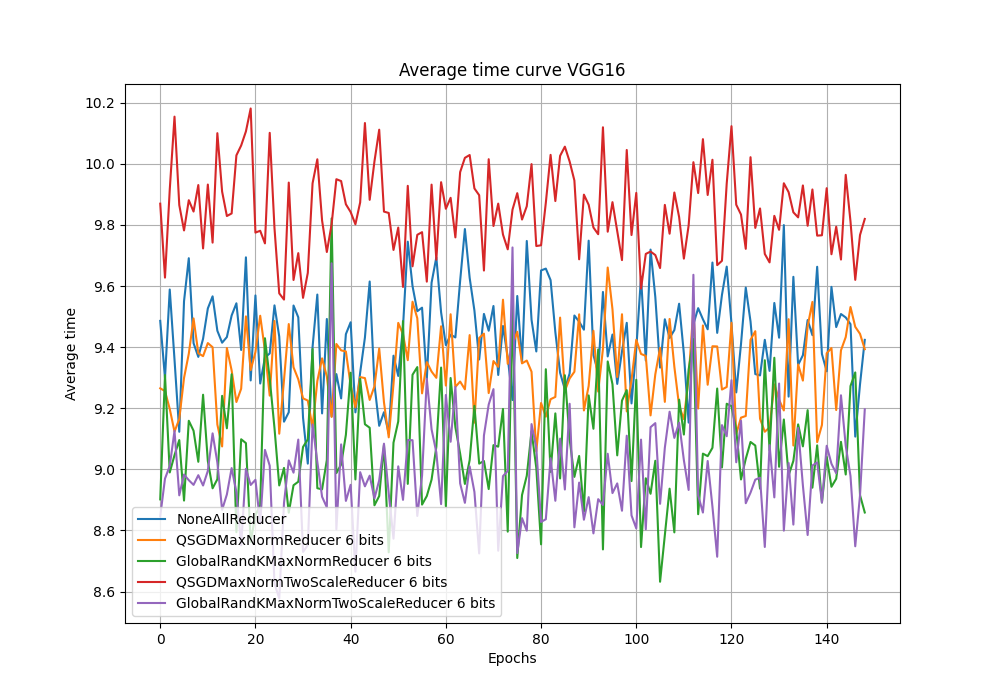 Average time curve VGG16
Average time
10.2
10.0
9.8
9.6
9.4
9.2
9.0
8.8
8.6
NoneAllReducer
QSGDMaxNormReducer 6 bits
GlobalRandKMaxNormReducer 6 bits
QSGDMaxNormTwoScaleReducer 6 bits
GlobalRandKMaxNormTwoScaleReducer 6 bits
0 20 40 60 80 100 120 140
Epochs